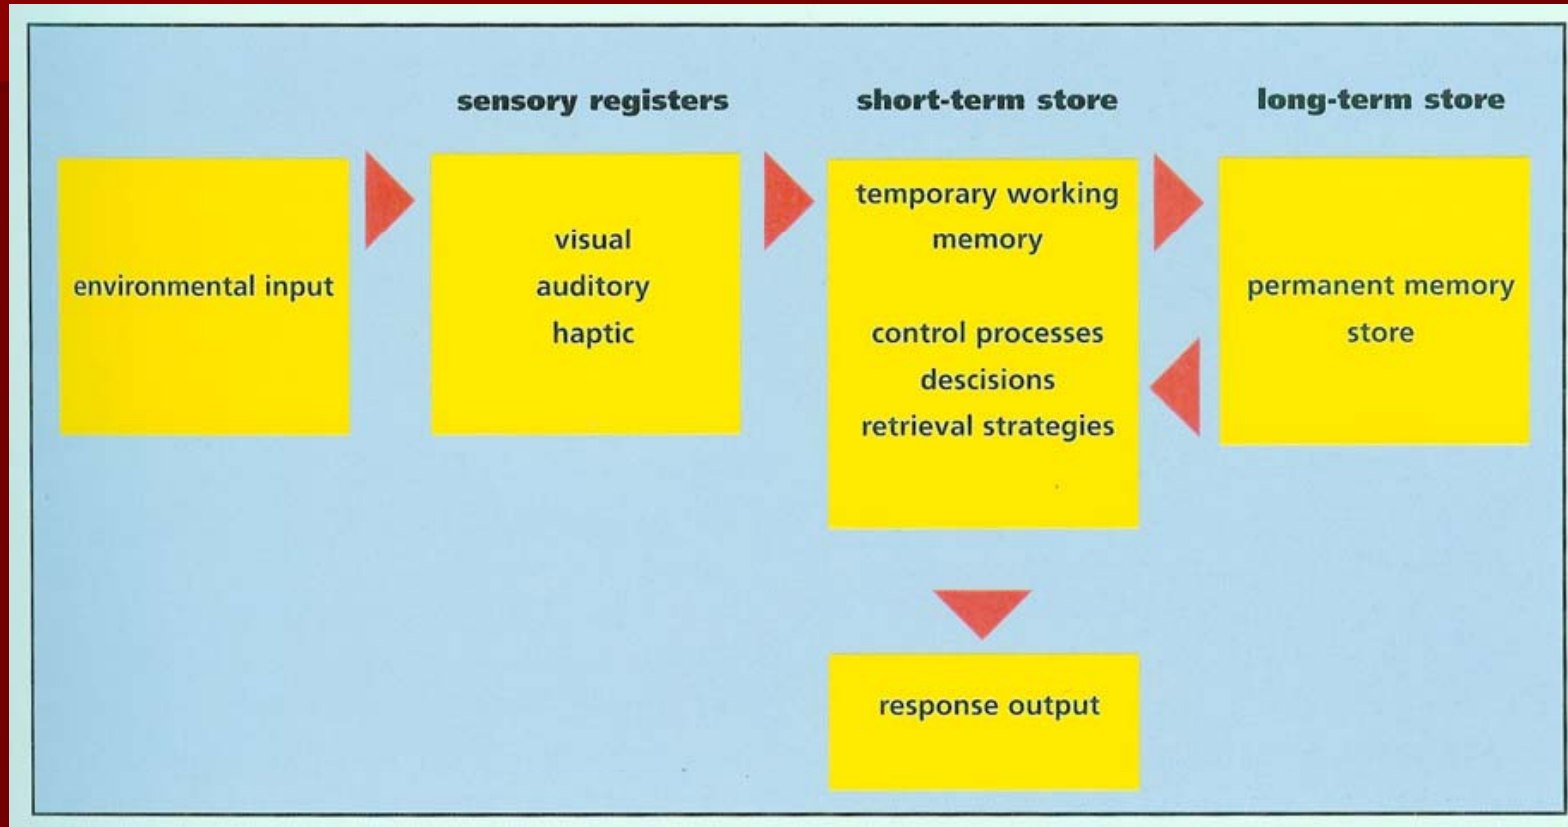 sensory registers
short-term store
long-term store
environmental input
visual
auditory
haptic
temporary working
memory
control processes
descisions
retrieval strategies
permanent memory
store
response output